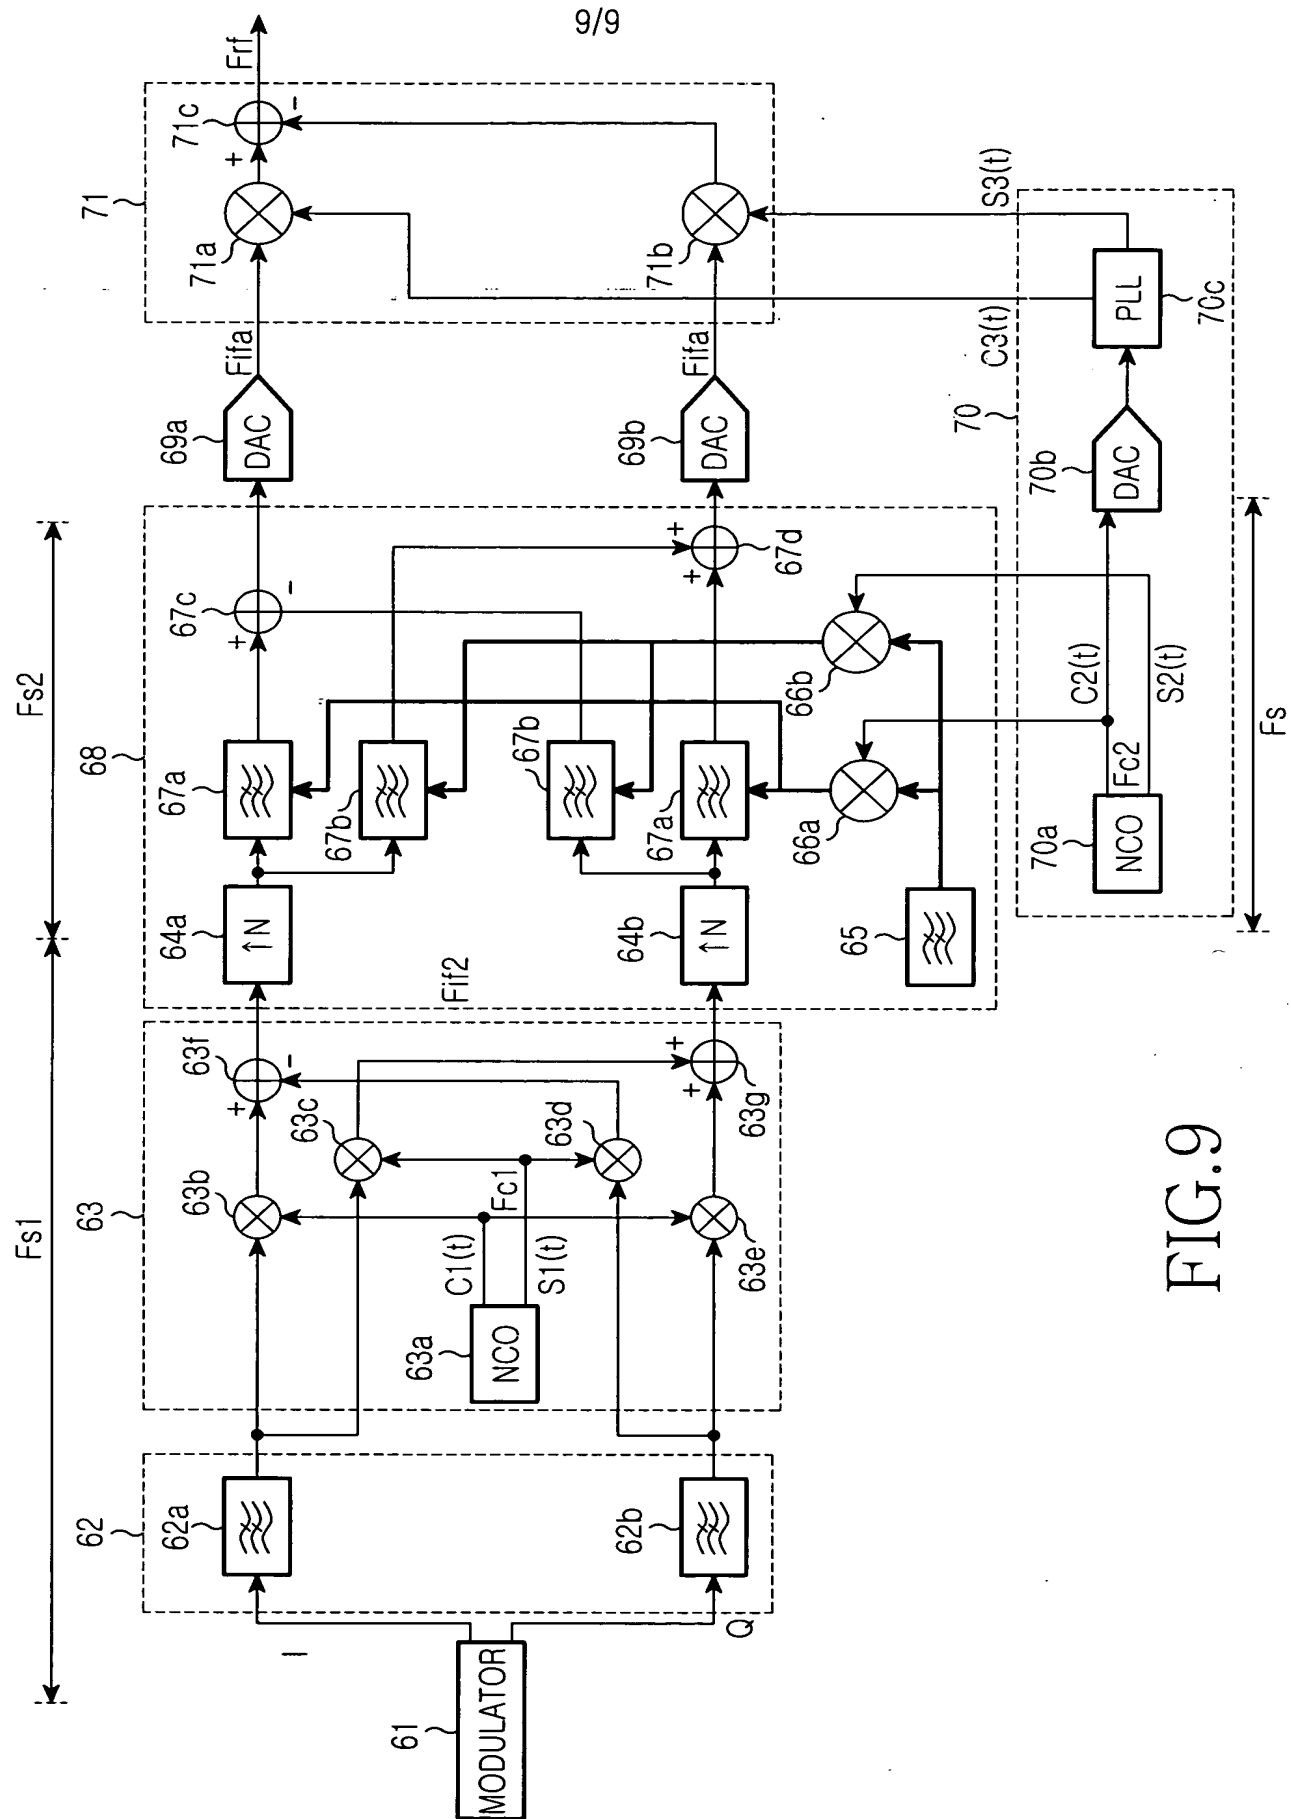 9/9
Fs1
Fs2
61
MODULATOR
I
Q
62
62a
62b
63
63a
NCO
C1(t)
S1(t)
Fc1
63b
63c
63d
63e
63f
+
-
63g
+
+
Fif2
68
64a
↑N
64b
↑N
65
67a
67b
67b
67a
66a
66b
67c
+
-
67d
+
+
69a
DAC
Fifa
69b
DAC
Fifa
70
70a
NCO
Fc2
C2(t)
S2(t)
70b
DAC
70c
PLL
C3(t)
S3(t)
Fs
71
71a
71b
71c
+
-
Frf
FIG.9